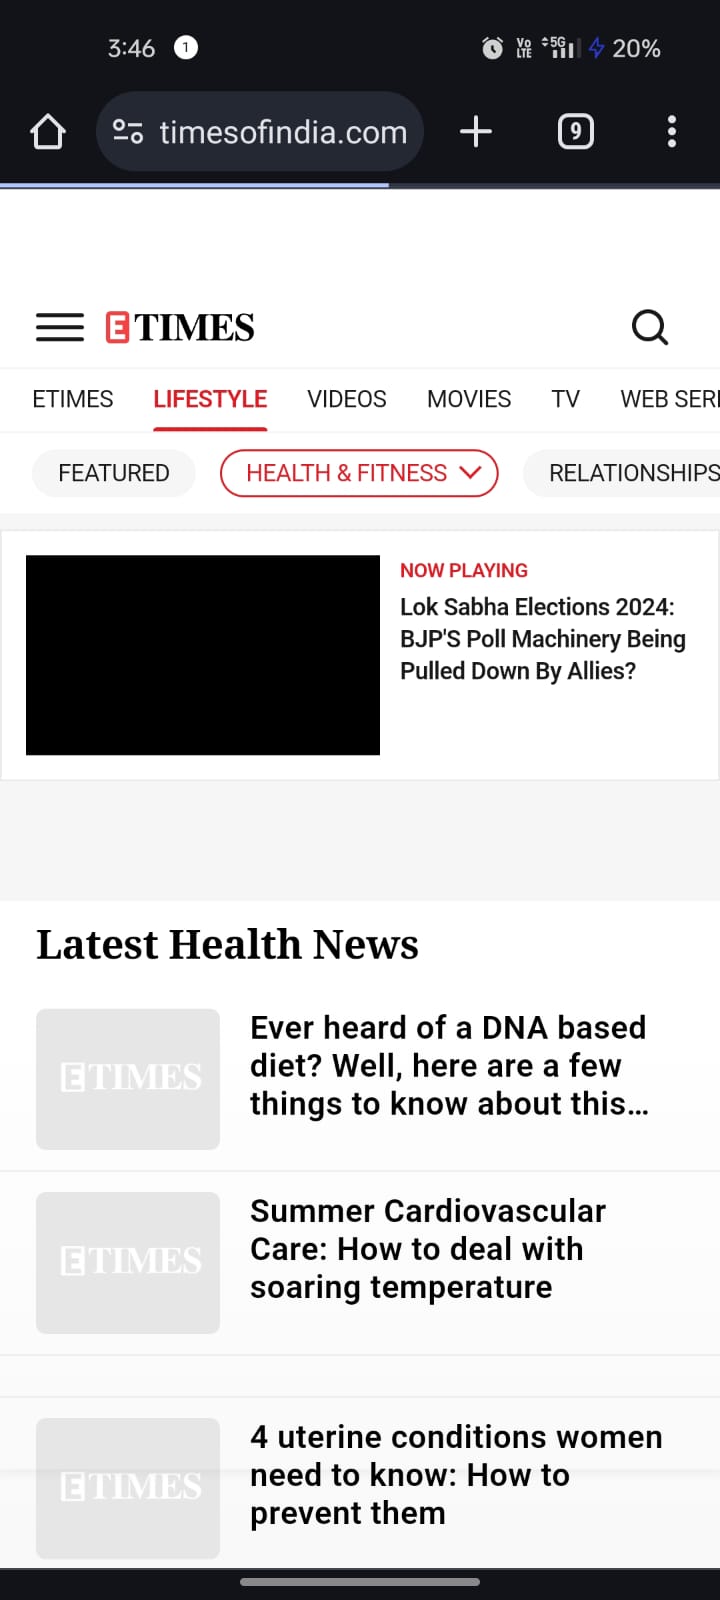 3:46 1 Vo LTE 5G 20%
timesofindia.com 9
E TIMES
ETIMES LIFESTYLE VIDEOS MOVIES TV WEB SERI
FEATURED HEALTH & FITNESS RELATIONSHIPS
NOW PLAYING
Lok Sabha Elections 2024:
BJP'S Poll Machinery Being
Pulled Down By Allies?
Latest Health News
E TIMES
Ever heard of a DNA based
diet? Well, here are a few
things to know about this...
E TIMES
Summer Cardiovascular
Care: How to deal with
soaring temperature
E TIMES
4 uterine conditions women
need to know: How to
prevent them